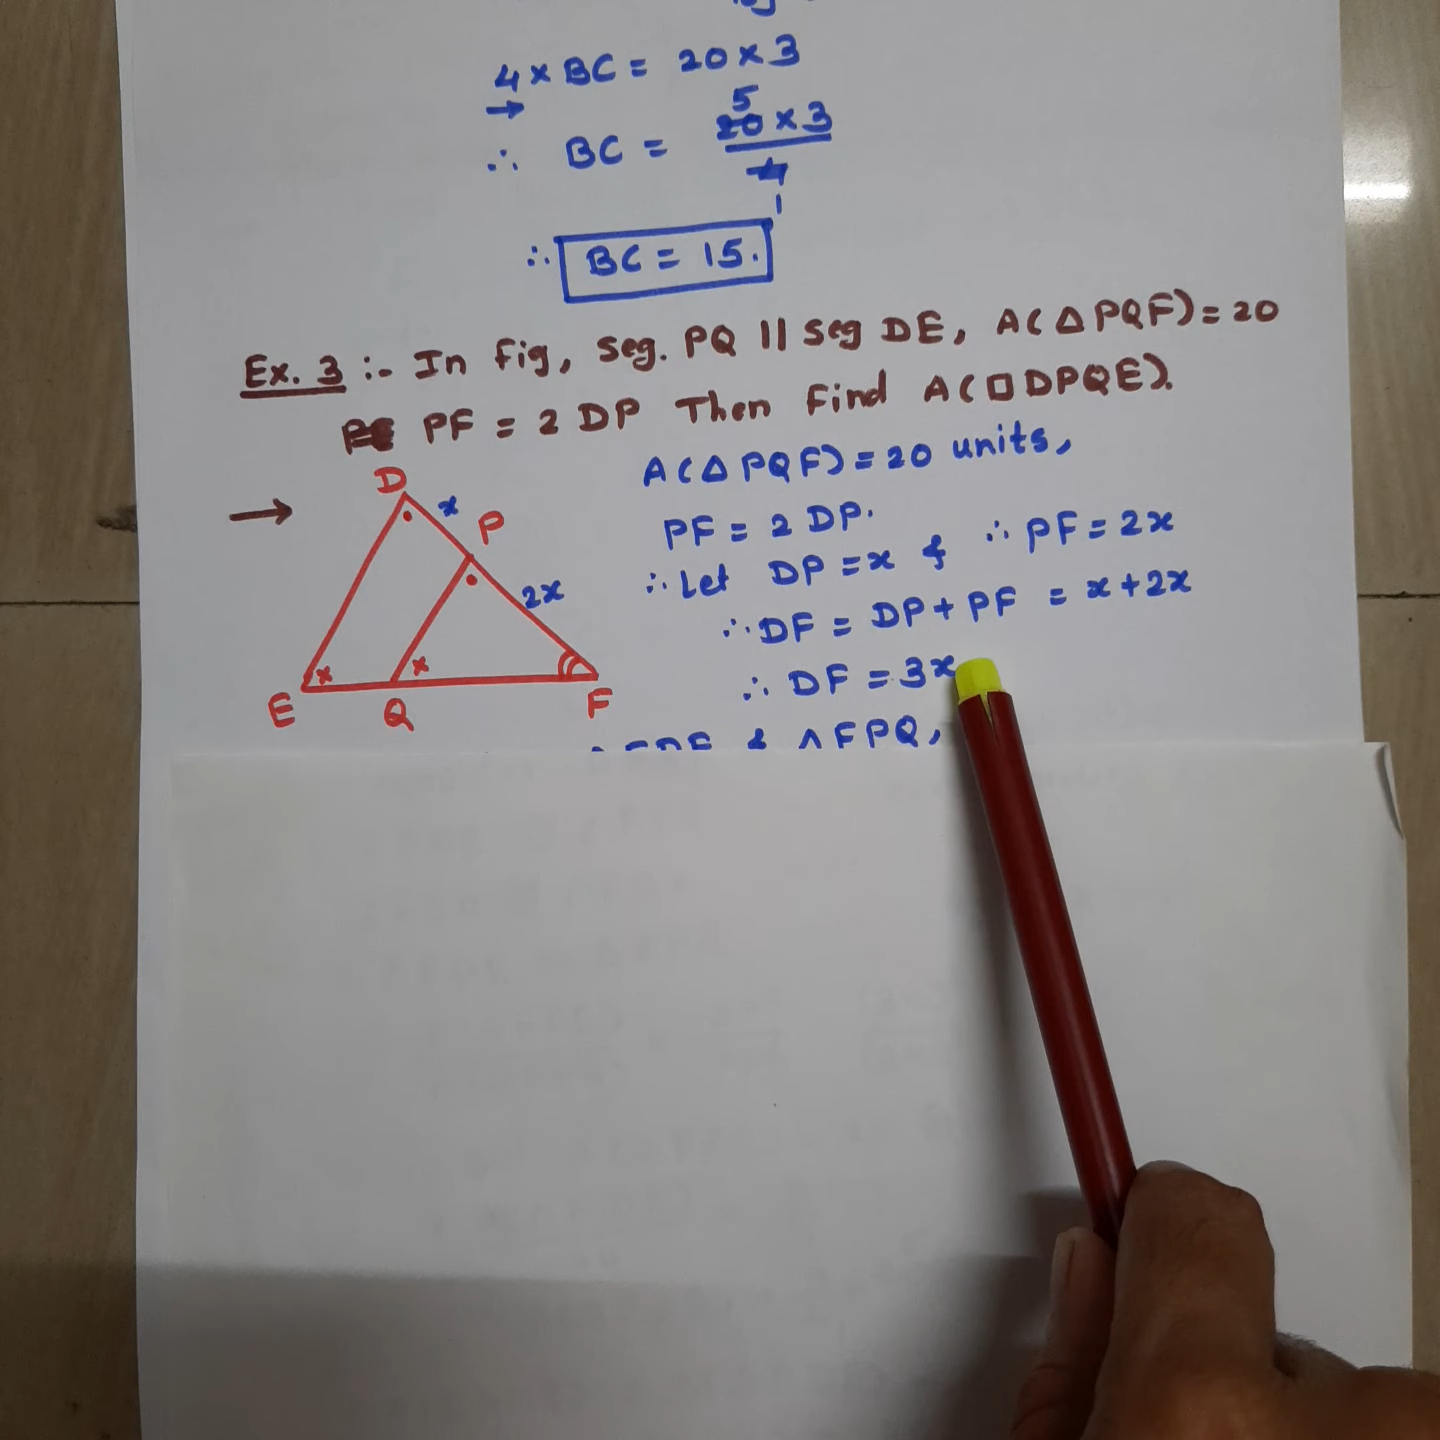 4 × BC = 20 × 3
→
5
∴ BC = 20 × 3
4
1
∴ BC = 15.
Ex. 3 :- In fig, seg. PQ || seg DE, A(△PQF) = 20
PF = 2 DP Then Find A(□DPQE).
→
A(△PQF) = 20 units,
PF = 2 DP.
∴ Let DP = x & ∴ PF = 2x
∴ DF = DP + PF = x + 2x
∴ DF = 3x
& △FPQ,
D
x
P
2x
x
x
E
Q
F